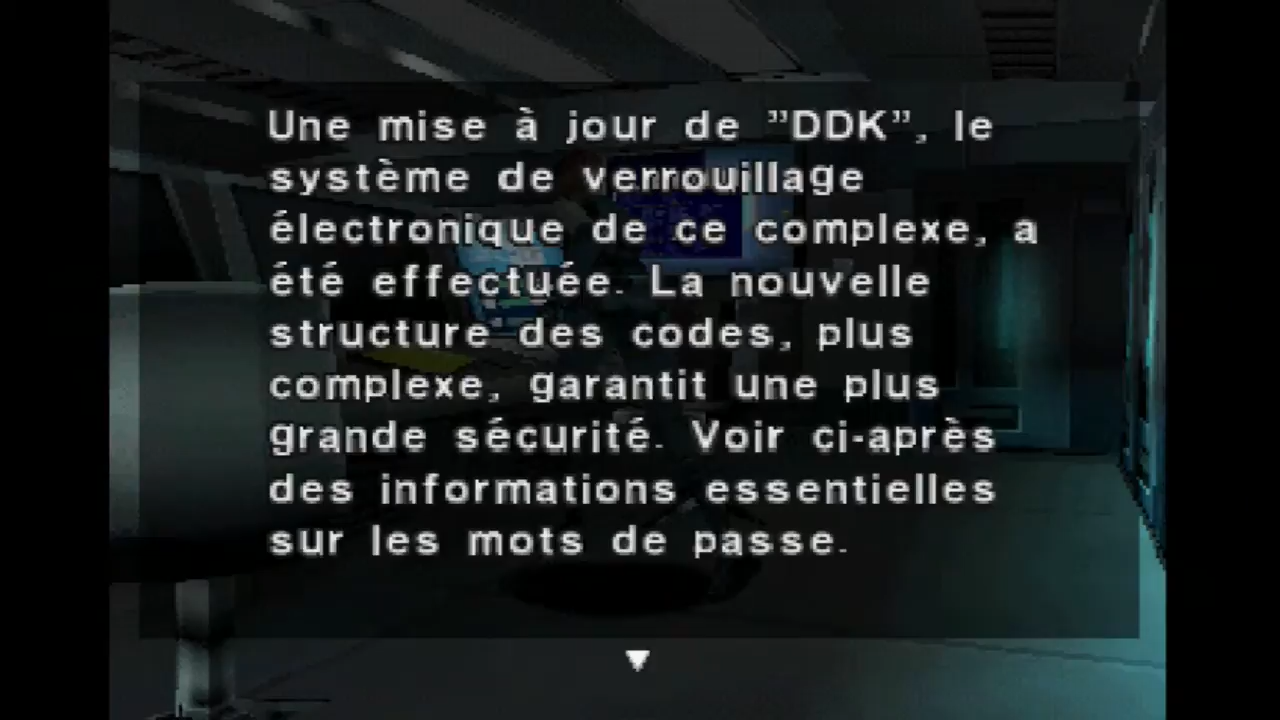 Une mise à jour de ”DDK”, le
système de verrouillage
électronique de ce complexe, a
été effectuée. La nouvelle
structure des codes, plus
complexe, garantit une plus
grande sécurité. Voir ci-après
des informations essentielles
sur les mots de passe.